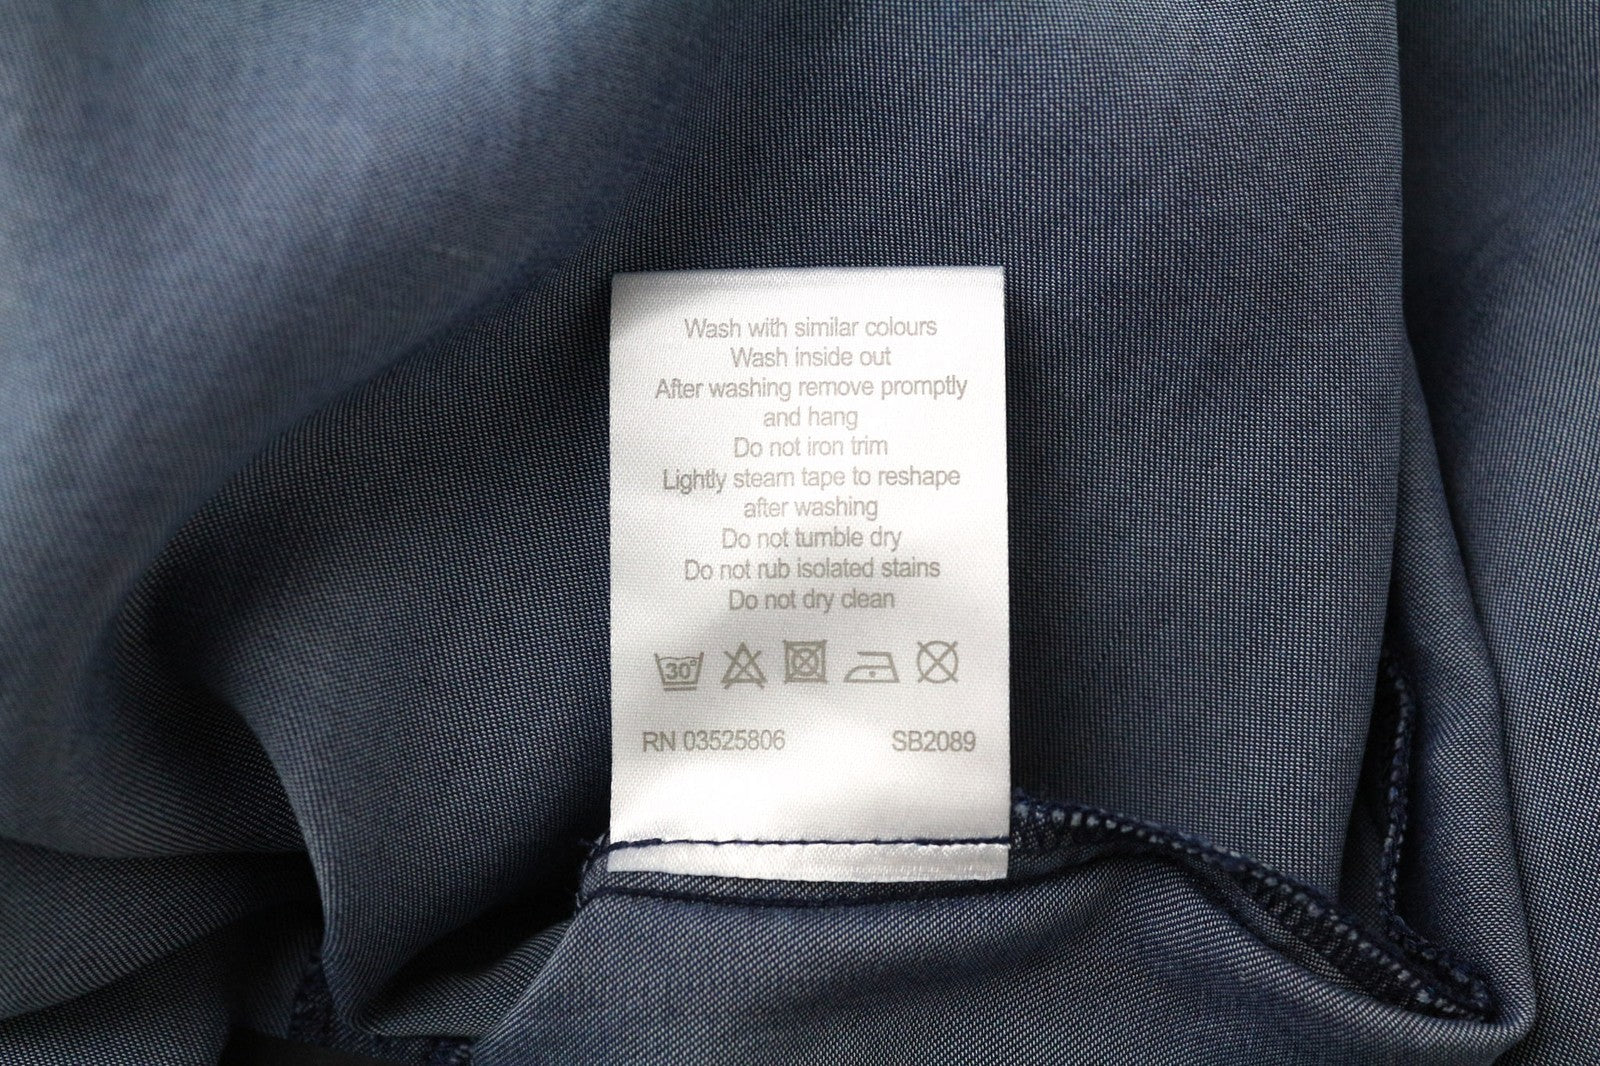 Wash with similar colours
Wash inside out
After washing remove promptly
and hang
Do not iron trim
Lightly steam tape to reshape
after washing
Do not tumble dry
Do not rub isolated stains
Do not dry clean
30°
RN 03525806 SB2089